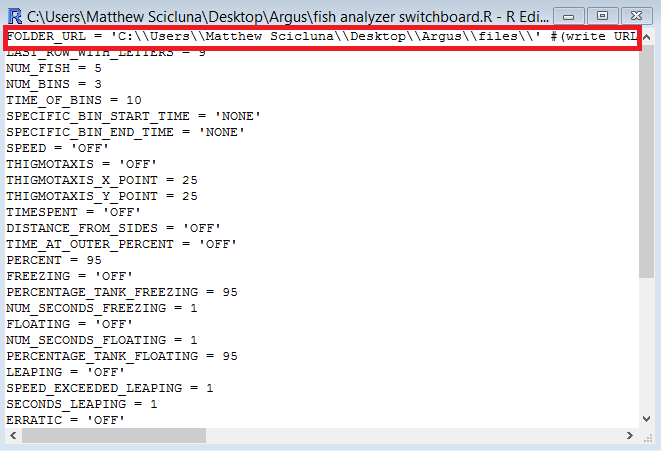 C:\Users\Matthew Scicluna\Desktop\Argus\fish analyzer switchboard.R - R Edi...
FOLDER_URL = 'C:\\Users\\Matthew Scicluna\\Desktop\\Argus\\files\\' #(write URL
LAST_ROW_WITH_LETTERS = 9
NUM_FISH = 5
NUM_BINS = 3
TIME_OF_BINS = 10
SPECIFIC_BIN_START_TIME = 'NONE'
SPECIFIC_BIN_END_TIME = 'NONE'
SPEED = 'OFF'
THIGMOTAXIS = 'OFF'
THIGMOTAXIS_X_POINT = 25
THIGMOTAXIS_Y_POINT = 25
TIMESPENT = 'OFF'
DISTANCE_FROM_SIDES = 'OFF'
TIME_AT_OUTER_PERCENT = 'OFF'
PERCENT = 95
FREEZING = 'OFF'
PERCENTAGE_TANK_FREEZING = 95
NUM_SECONDS_FREEZING = 1
FLOATING = 'OFF'
NUM_SECONDS_FLOATING = 1
PERCENTAGE_TANK_FLOATING = 95
LEAPING = 'OFF'
SPEED_EXCEEDED_LEAPING = 1
SECONDS_LEAPING = 1
ERRATIC = 'OFF'